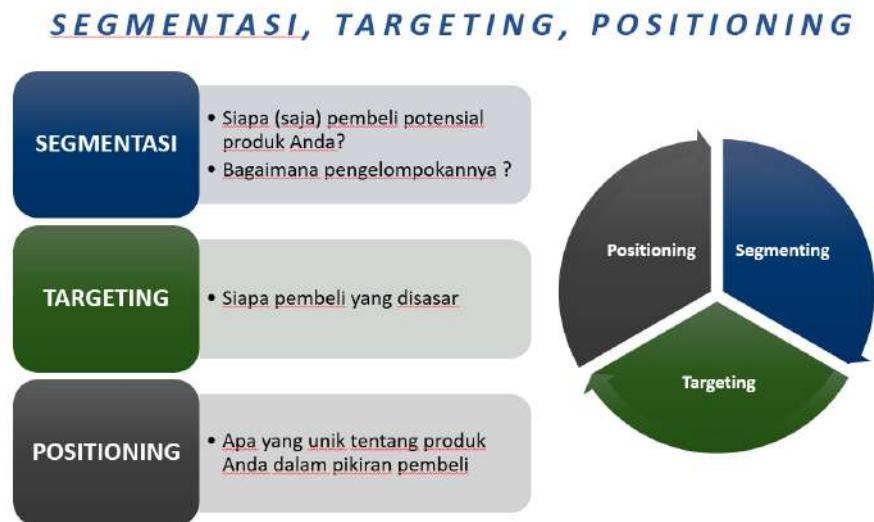 SEGMENTASI, TARGETING, POSITIONING
SEGMENTASI
• Siapa (saja) pembeli potensial
produk Anda?
• Bagaimana pengelompokannya ?
TARGETING
• Siapa pembeli yang disasar
POSITIONING
• Apa yang unik tentang produk
Anda dalam pikiran pembeli
Positioning
Segmenting
Targeting